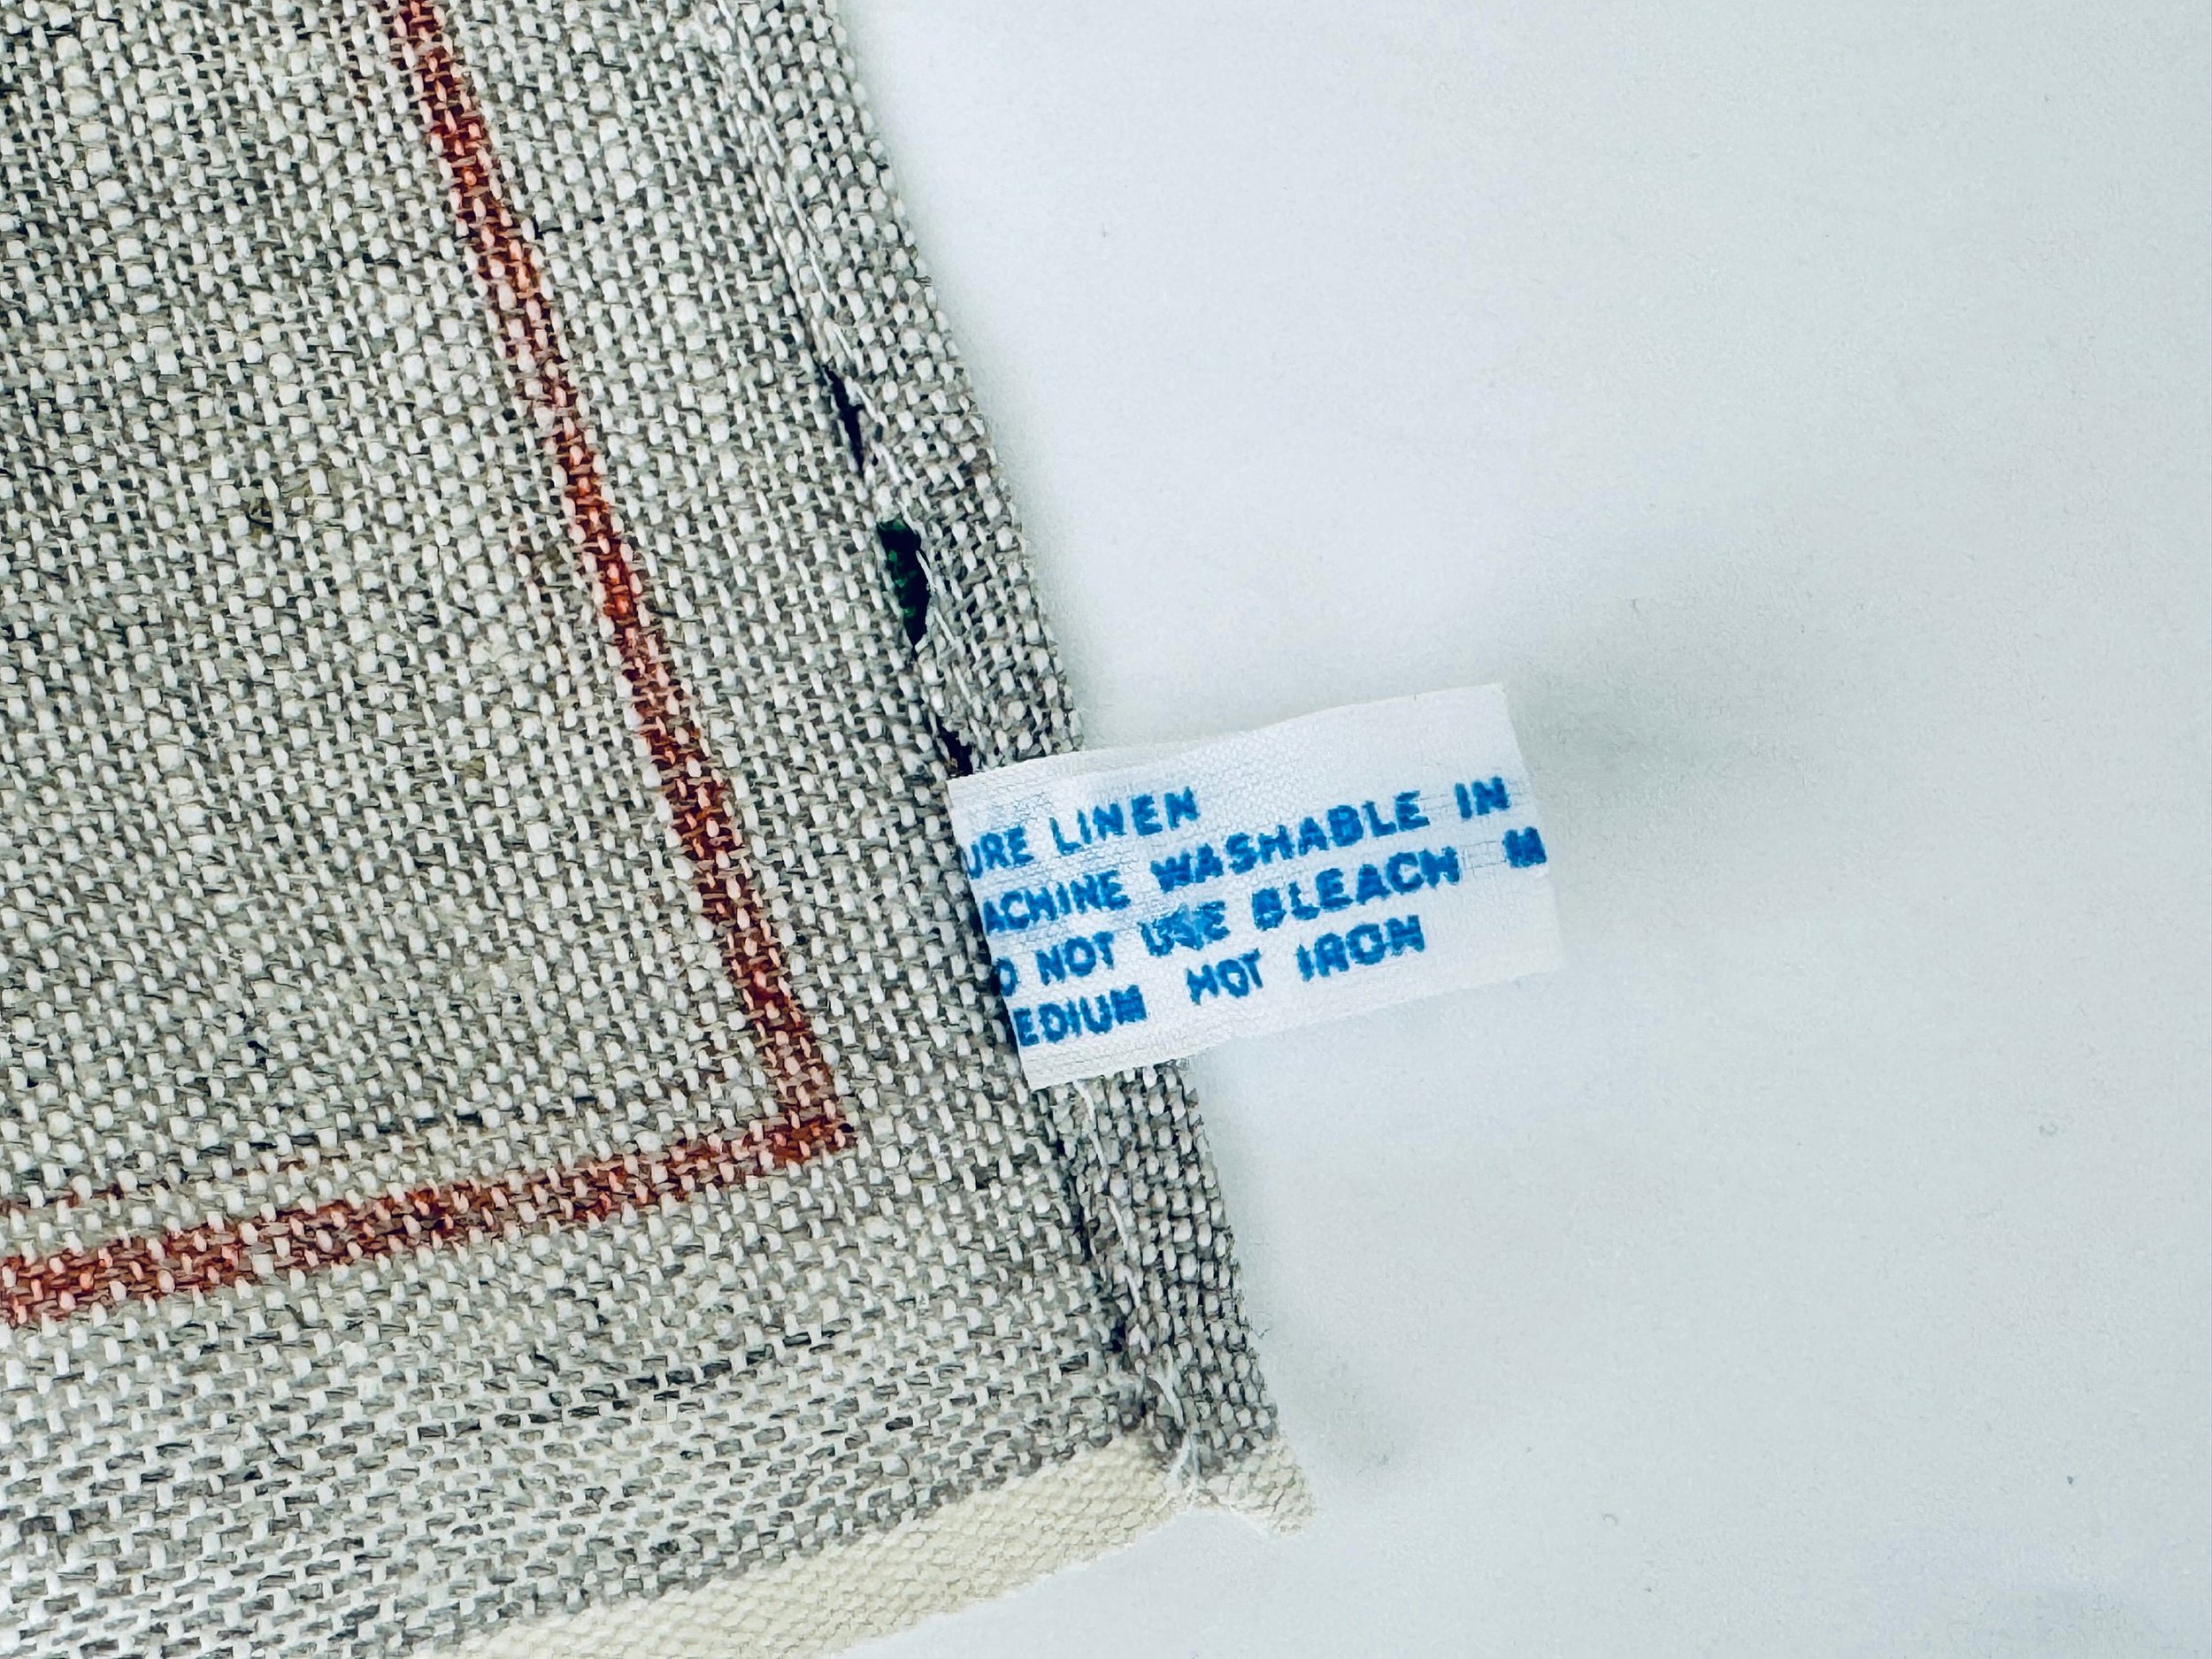 URE LINEN
ACHINE WASHABLE IN
O NOT USE BLEACH M
EDIUM HOT IRON